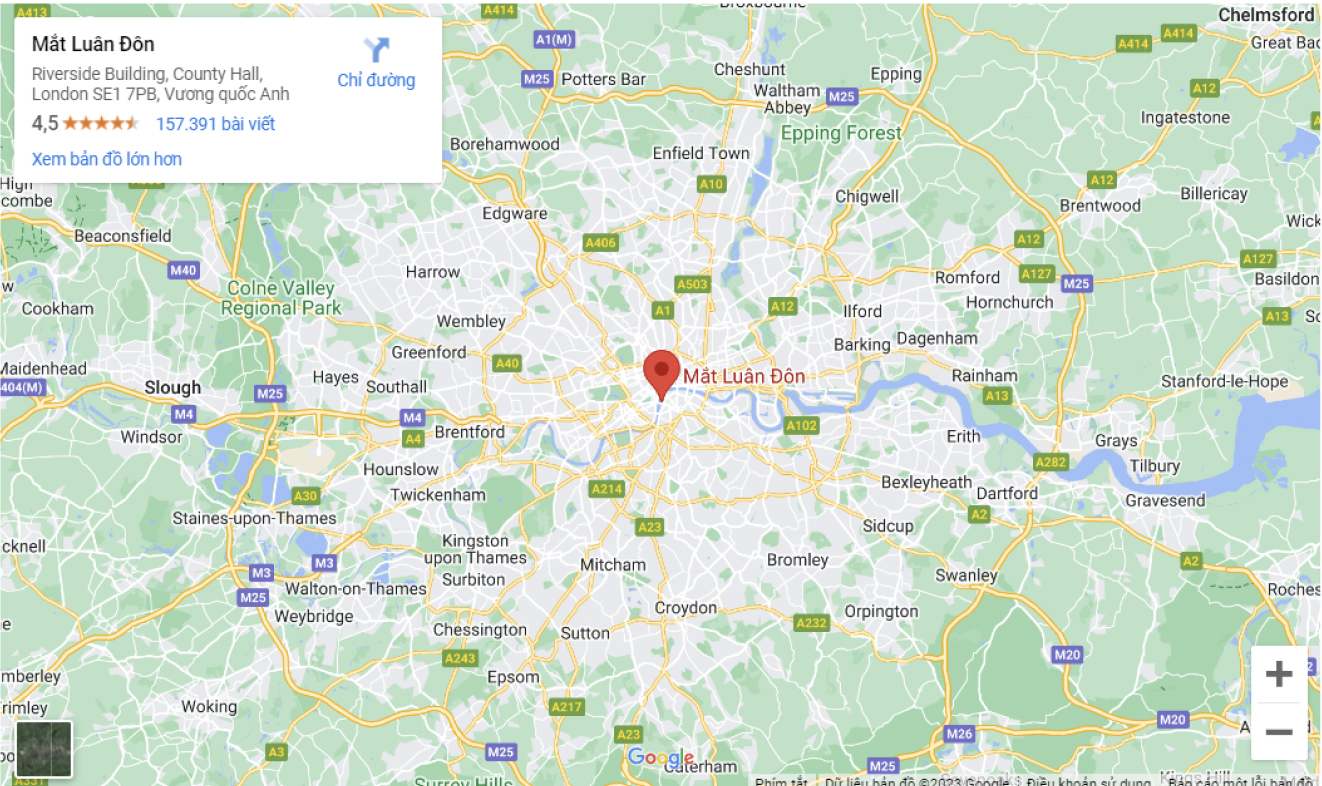 A413
A414
Broxbourne
Chelmsford
Mắt Luân Đôn
Riverside Building, County Hall,
London SE1 7PB, Vương quốc Anh
4,5
157.391 bài viết
Xem bản đồ lớn hơn
Chỉ đường
A1(M)
A414
A414
Great Bad
M25
Potters Bar
Cheshunt
Epping
Waltham
Abbey
M25
A12
Ingatestone
Epping Forest
Borehamwood
Enfield Town
A10
Chigwell
A12
Brentwood
Billericay
High
combe
Edgware
Wick
Beaconsfield
A406
A12
A127
M40
Harrow
Romford
A127
M25
Basildon
Colne Valley
Regional Park
A503
Hornchurch
Cookham
A1
A12
Ilford
A13
Wembley
Barking
Dagenham
Greenford
A40
Maidenhead
Hayes
Southall
Mắt Luân Đôn
Rainham
Stanford-le-Hope
404(M)
Slough
M25
A13
M4
M4
A102
Windsor
A4
Brentford
Erith
Grays
Hounslow
A282
Tilbury
A30
Twickenham
A214
Bexleyheath
Dartford
Gravesend
Staines-upon-Thames
A23
A2
Sidcup
cknell
Kingston
upon Thames
M3
M3
Mitcham
Bromley
A2
Surbiton
Swanley
Walton-on-Thames
M25
Roches
Weybridge
Croydon
Orpington
Chessington
Sutton
A232
A243
M20
mberley
Epsom
rimley
Woking
A217
M20
A3
M25
A23
M26
Google
Caterham
M25
A331
Surrey Hills
Kings Hill
Phím tắt
Dữ liệu bản đồ ©2023 Google
Điều khoản sử dụng
Báo cáo một lỗi bản đồ